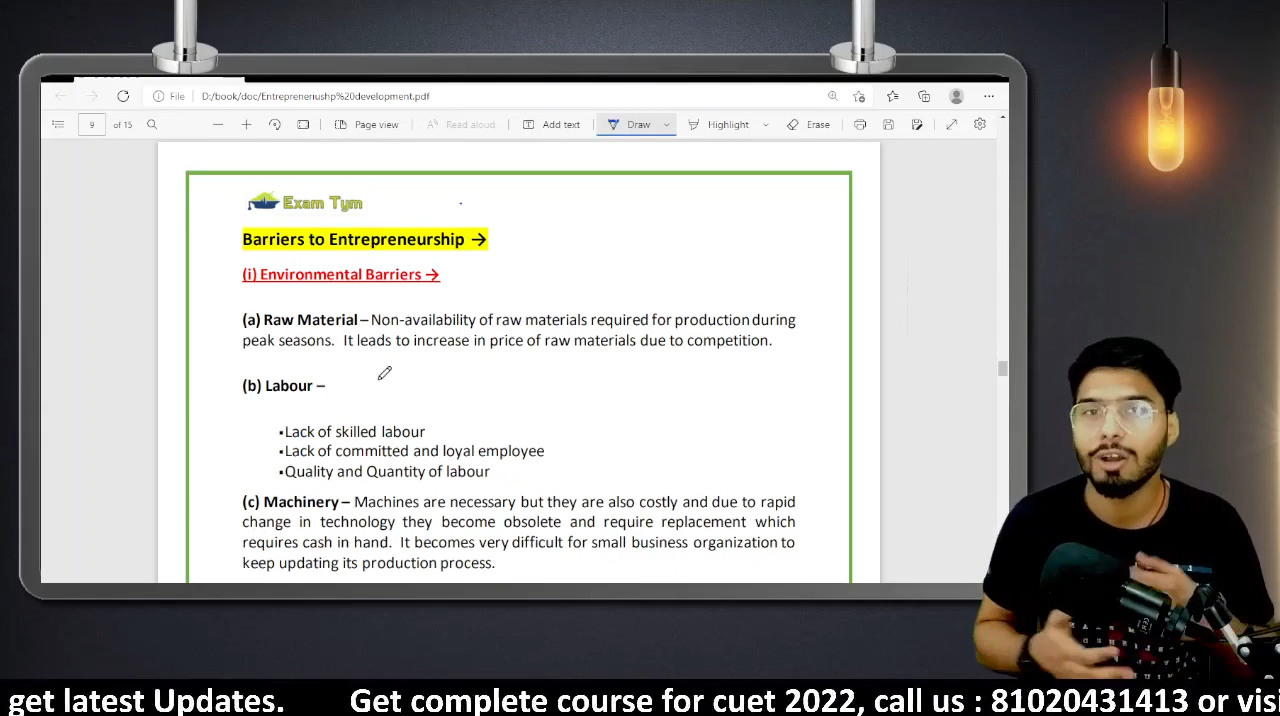 File D:/book/doc/Entrepreneriushp%20development.pdf
9 of 15 Page view Read aloud Add text Draw Highlight Erase
Exam Tym
Barriers to Entrepreneurship →
(i) Environmental Barriers →
(a) Raw Material – Non-availability of raw materials required for production during
peak seasons. It leads to increase in price of raw materials due to competition.
(b) Labour –
▪Lack of skilled labour
▪Lack of committed and loyal employee
▪Quality and Quantity of labour
(c) Machinery – Machines are necessary but they are also costly and due to rapid
change in technology they become obsolete and require replacement which
requires cash in hand. It becomes very difficult for small business organization to
keep updating its production process.
get latest Updates. Get complete course for cuet 2022, call us : 81020431413 or visi